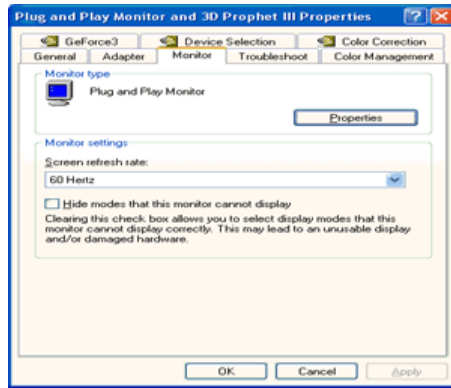 Plug and Play Monitor and 3D Prophet III Properties
GeForce3 Device Selection Color Correction
General Adapter Monitor Troubleshoot Color Management
Monitor type
Plug and Play Monitor
Properties
Monitor settings
Screen refresh rate:
60 Hertz
Hide modes that this monitor cannot display
Clearing this check box allows you to select display modes that this
monitor cannot display correctly. This may lead to an unusable display
and/or damaged hardware.
OK Cancel Apply